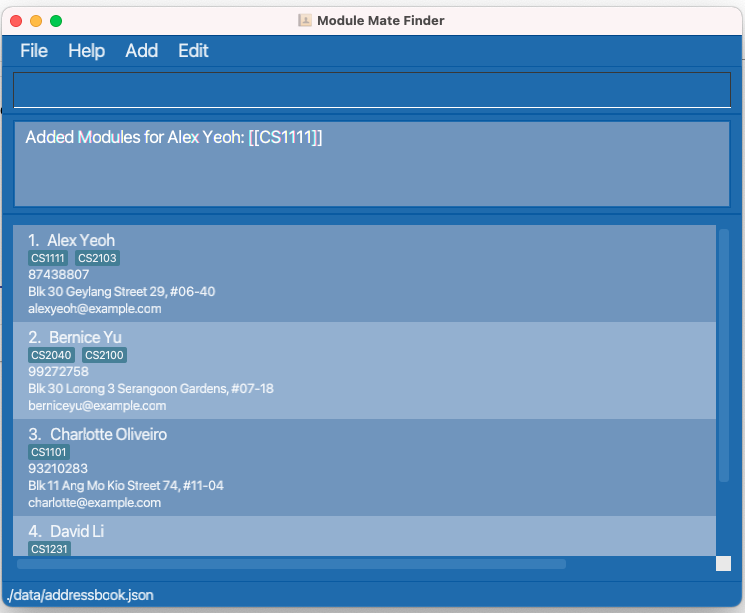 Module Mate Finder
File Help Add Edit
Added Modules for Alex Yeoh: [[CS1111]]
1. Alex Yeoh
CS1111 CS2103
87438807
Blk 30 Geylang Street 29, #06-40
alexyeoh@example.com
2. Bernice Yu
CS2040 CS2100
99272758
Blk 30 Lorong 3 Serangoon Gardens, #07-18
berniceyu@example.com
3. Charlotte Oliveiro
CS1101
93210283
Blk 11 Ang Mo Kio Street 74, #11-04
charlotte@example.com
4. David Li
CS1231
./data/addressbook.json